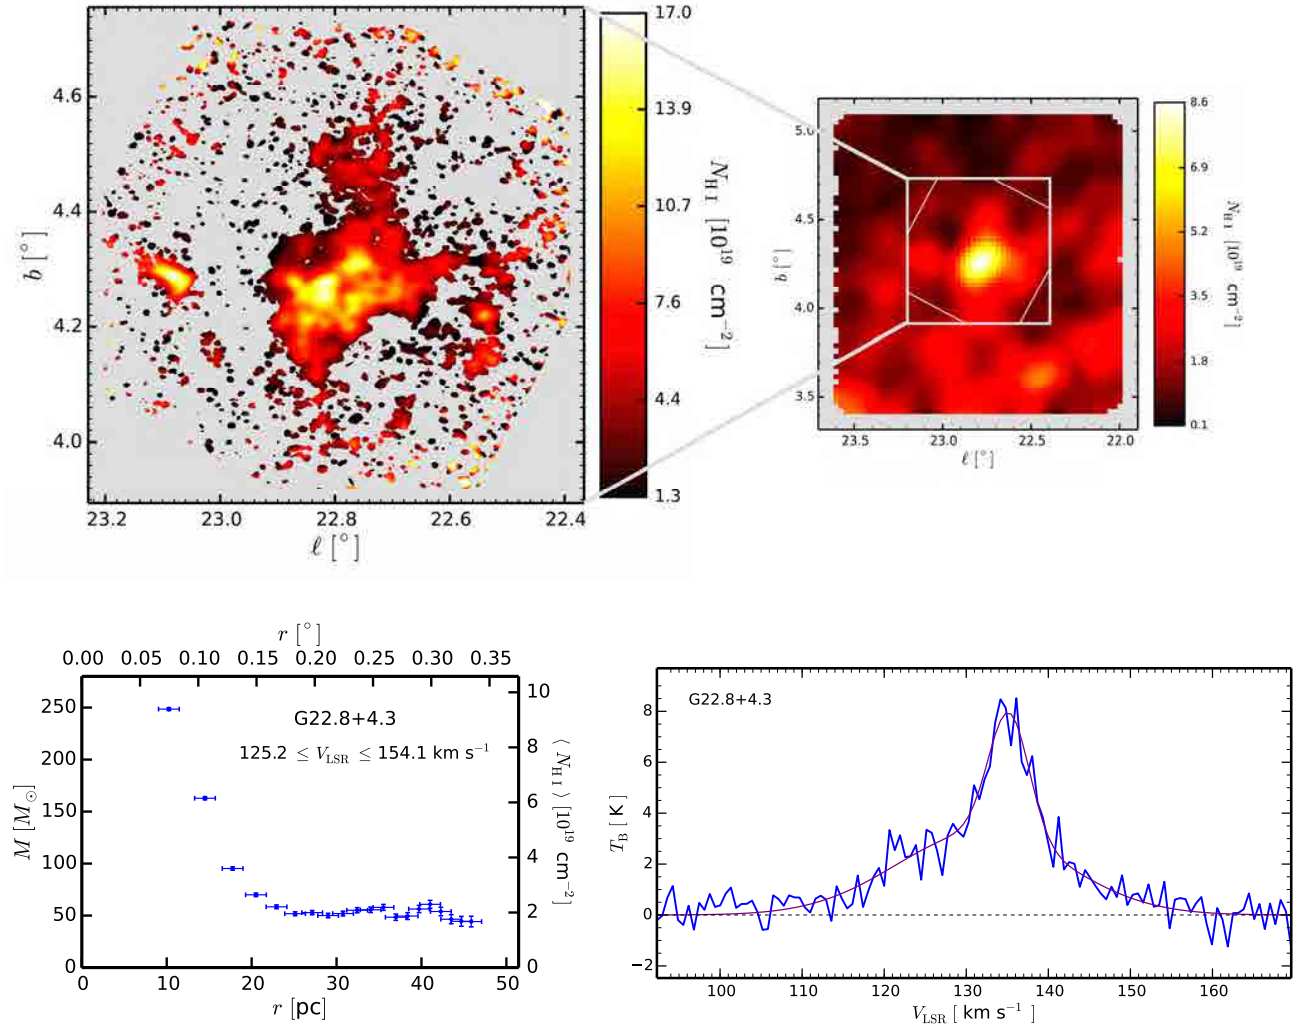 17.0
13.9
10.7
7.6
4.4
1.3
N_HI [10^19 cm^−2]
4.6
4.4
4.2
4.0
b [°]
23.2 23.0 22.8 22.6 22.4
ℓ [°]
5.0
4.5
4.0
3.5
b [°]
23.5 23.0 22.5 22.0
ℓ [°]
8.6
6.9
5.2
3.5
1.8
0.1
N_HI [10^19 cm^−2]
r [°]
0.00 0.05 0.10 0.15 0.20 0.25 0.30 0.35
250
200
150
100
50
0
M [M_⊙]
G22.8+4.3
125.2 ≤ V_LSR ≤ 154.1 km s^−1
10
8
6
4
2
0
⟨ N_HI ⟩ [10^19 cm^−2]
0 10 20 30 40 50
r [pc]
G22.8+4.3
8
6
4
2
0
−2
T_B [ K ]
100 110 120 130 140 150 160
V_LSR [ km s^−1 ]